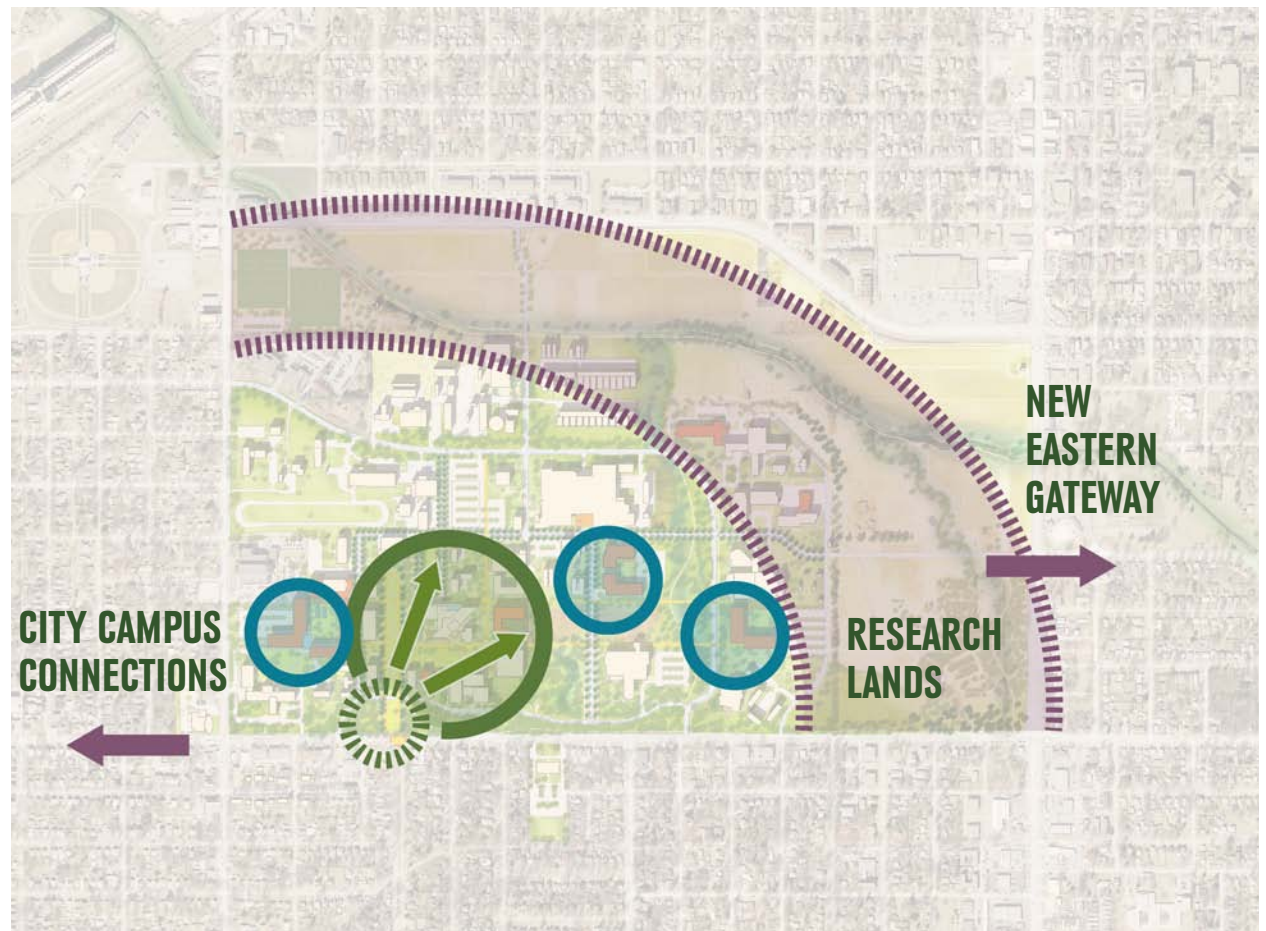 NEW
EASTERN
GATEWAY
CITY CAMPUS
CONNECTIONS
RESEARCH
LANDS